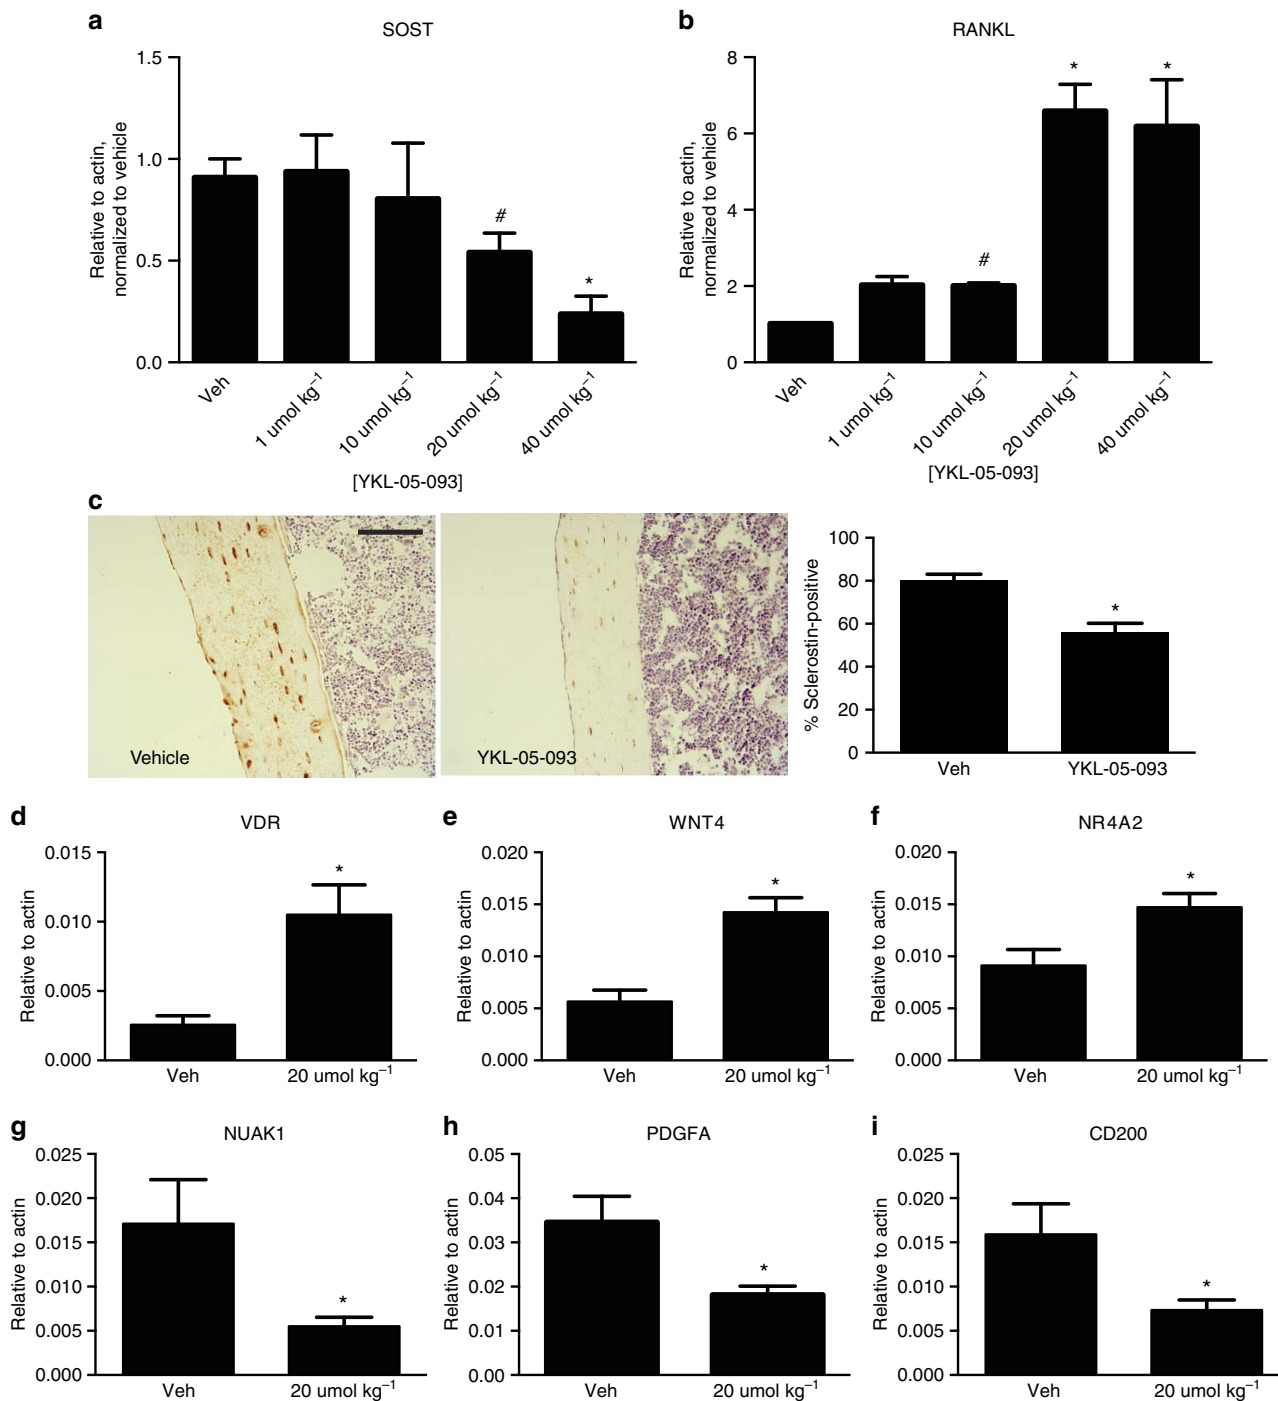 a
SOST
Relative to actin,
normalized to vehicle
1.5
1.0
0.5
0.0
#
*
Veh
1 umol kg⁻¹
10 umol kg⁻¹
20 umol kg⁻¹
40 umol kg⁻¹
[YKL-05-093]
b
RANKL
Relative to actin,
normalized to vehicle
8
6
4
2
0
#
*
*
Veh
1 umol kg⁻¹
10 umol kg⁻¹
20 umol kg⁻¹
40 umol kg⁻¹
[YKL-05-093]
c
Vehicle
YKL-05-093
% Sclerostin-positive
100
80
60
40
20
0
*
Veh
YKL-05-093
d
VDR
Relative to actin
0.015
0.010
0.005
0.000
*
Veh
20 umol kg⁻¹
e
WNT4
Relative to actin
0.020
0.015
0.010
0.005
0.000
*
Veh
20 umol kg⁻¹
f
NR4A2
Relative to actin
0.020
0.015
0.010
0.005
0.000
*
Veh
20 umol kg⁻¹
g
NUAK1
Relative to actin
0.025
0.020
0.015
0.010
0.005
0.000
*
Veh
20 umol kg⁻¹
h
PDGFA
Relative to actin
0.05
0.04
0.03
0.02
0.01
0.00
*
Veh
20 umol kg⁻¹
i
CD200
Relative to actin
0.025
0.020
0.015
0.010
0.005
0.000
*
Veh
20 umol kg⁻¹